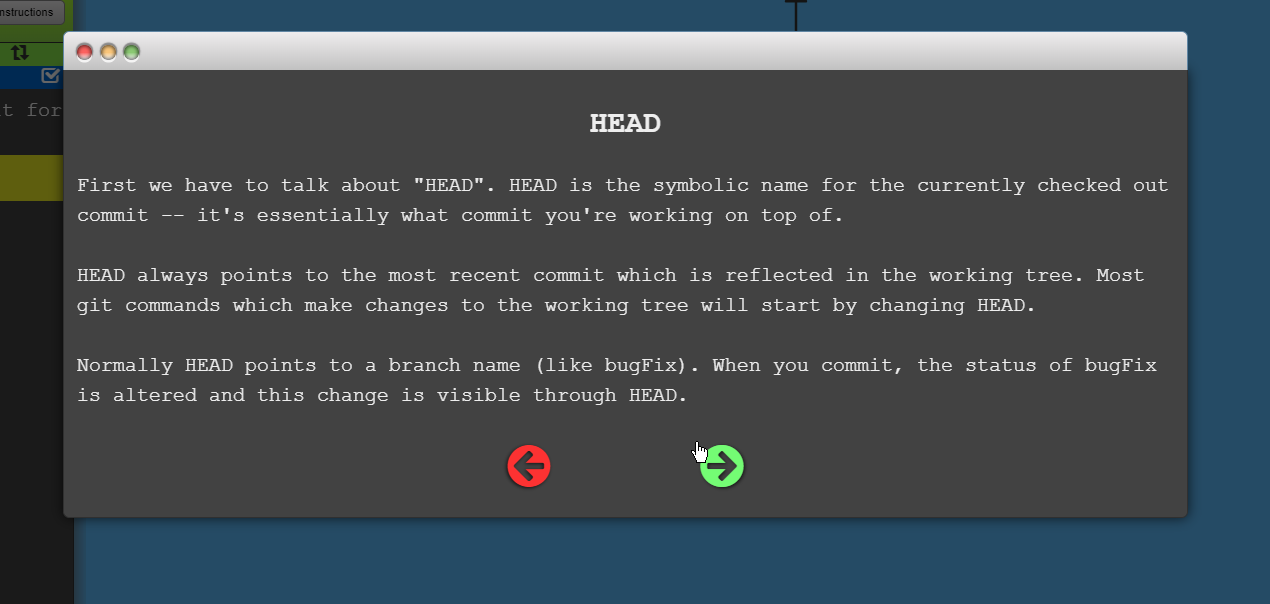 nstructions
t for
HEAD
First we have to talk about "HEAD". HEAD is the symbolic name for the currently checked out
commit -- it's essentially what commit you're working on top of.
HEAD always points to the most recent commit which is reflected in the working tree. Most
git commands which make changes to the working tree will start by changing HEAD.
Normally HEAD points to a branch name (like bugFix). When you commit, the status of bugFix
is altered and this change is visible through HEAD.